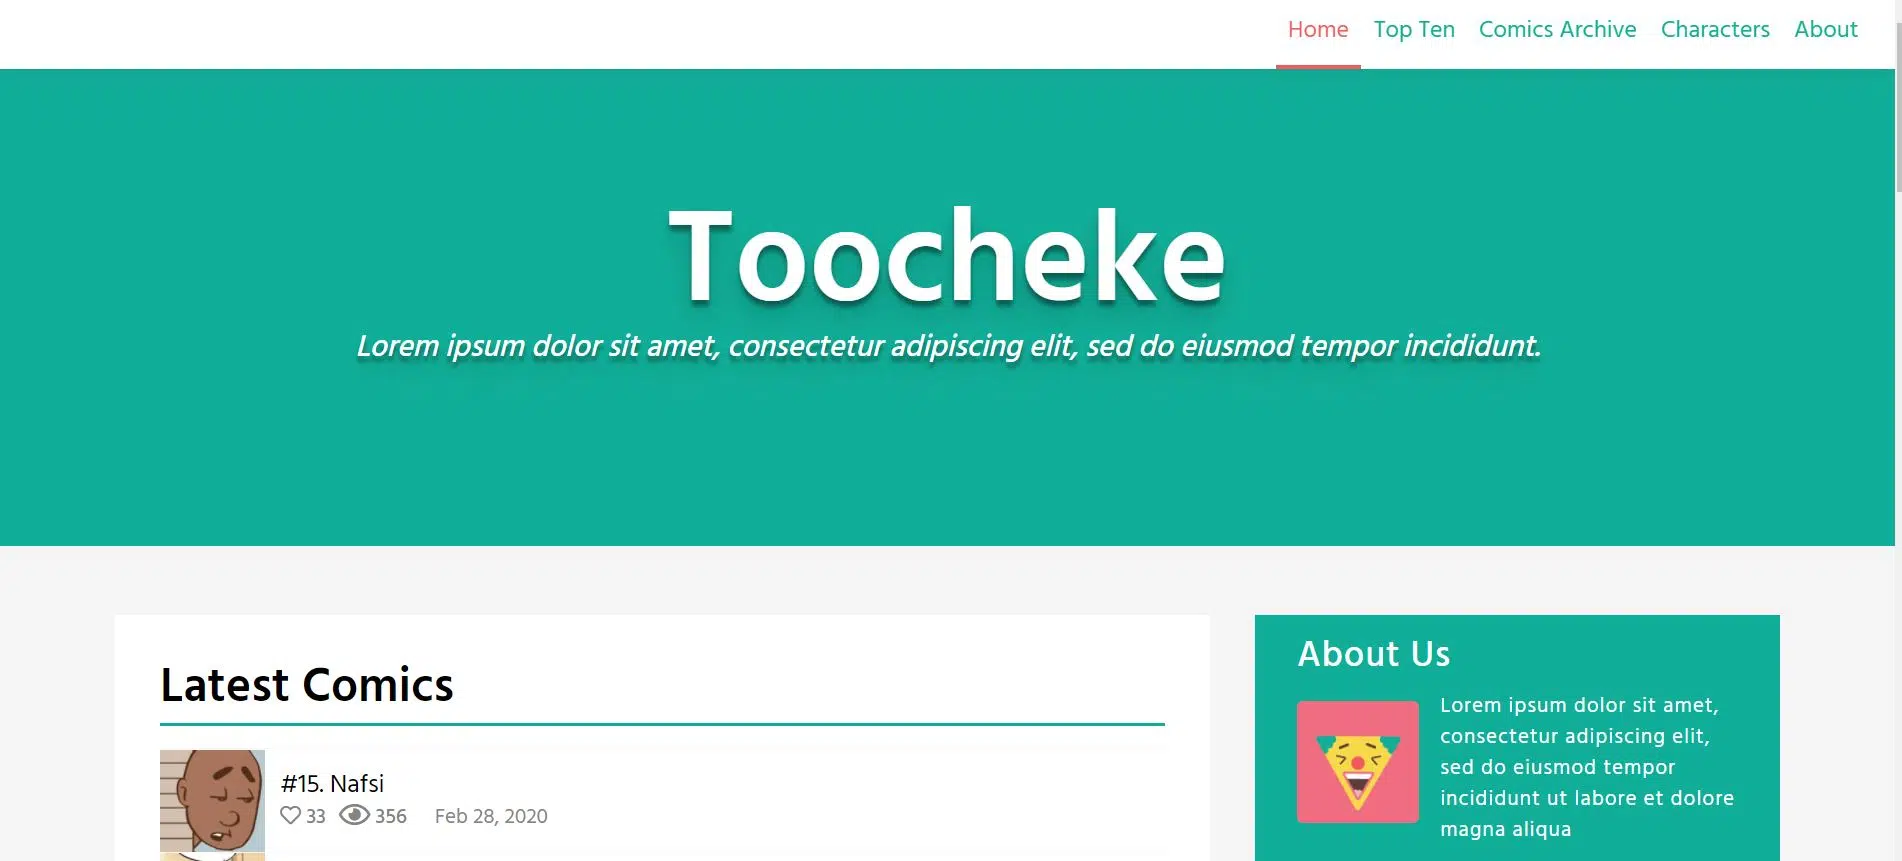 Home Top Ten Comics Archive Characters About
Toocheke
Lorem ipsum dolor sit amet, consectetur adipiscing elit, sed do eiusmod tempor incididunt.
Latest Comics
#15. Nafsi
33 356 Feb 28, 2020
About Us
Lorem ipsum dolor sit amet,
consectetur adipiscing elit,
sed do eiusmod tempor
incididunt ut labore et dolore
magna aliqua